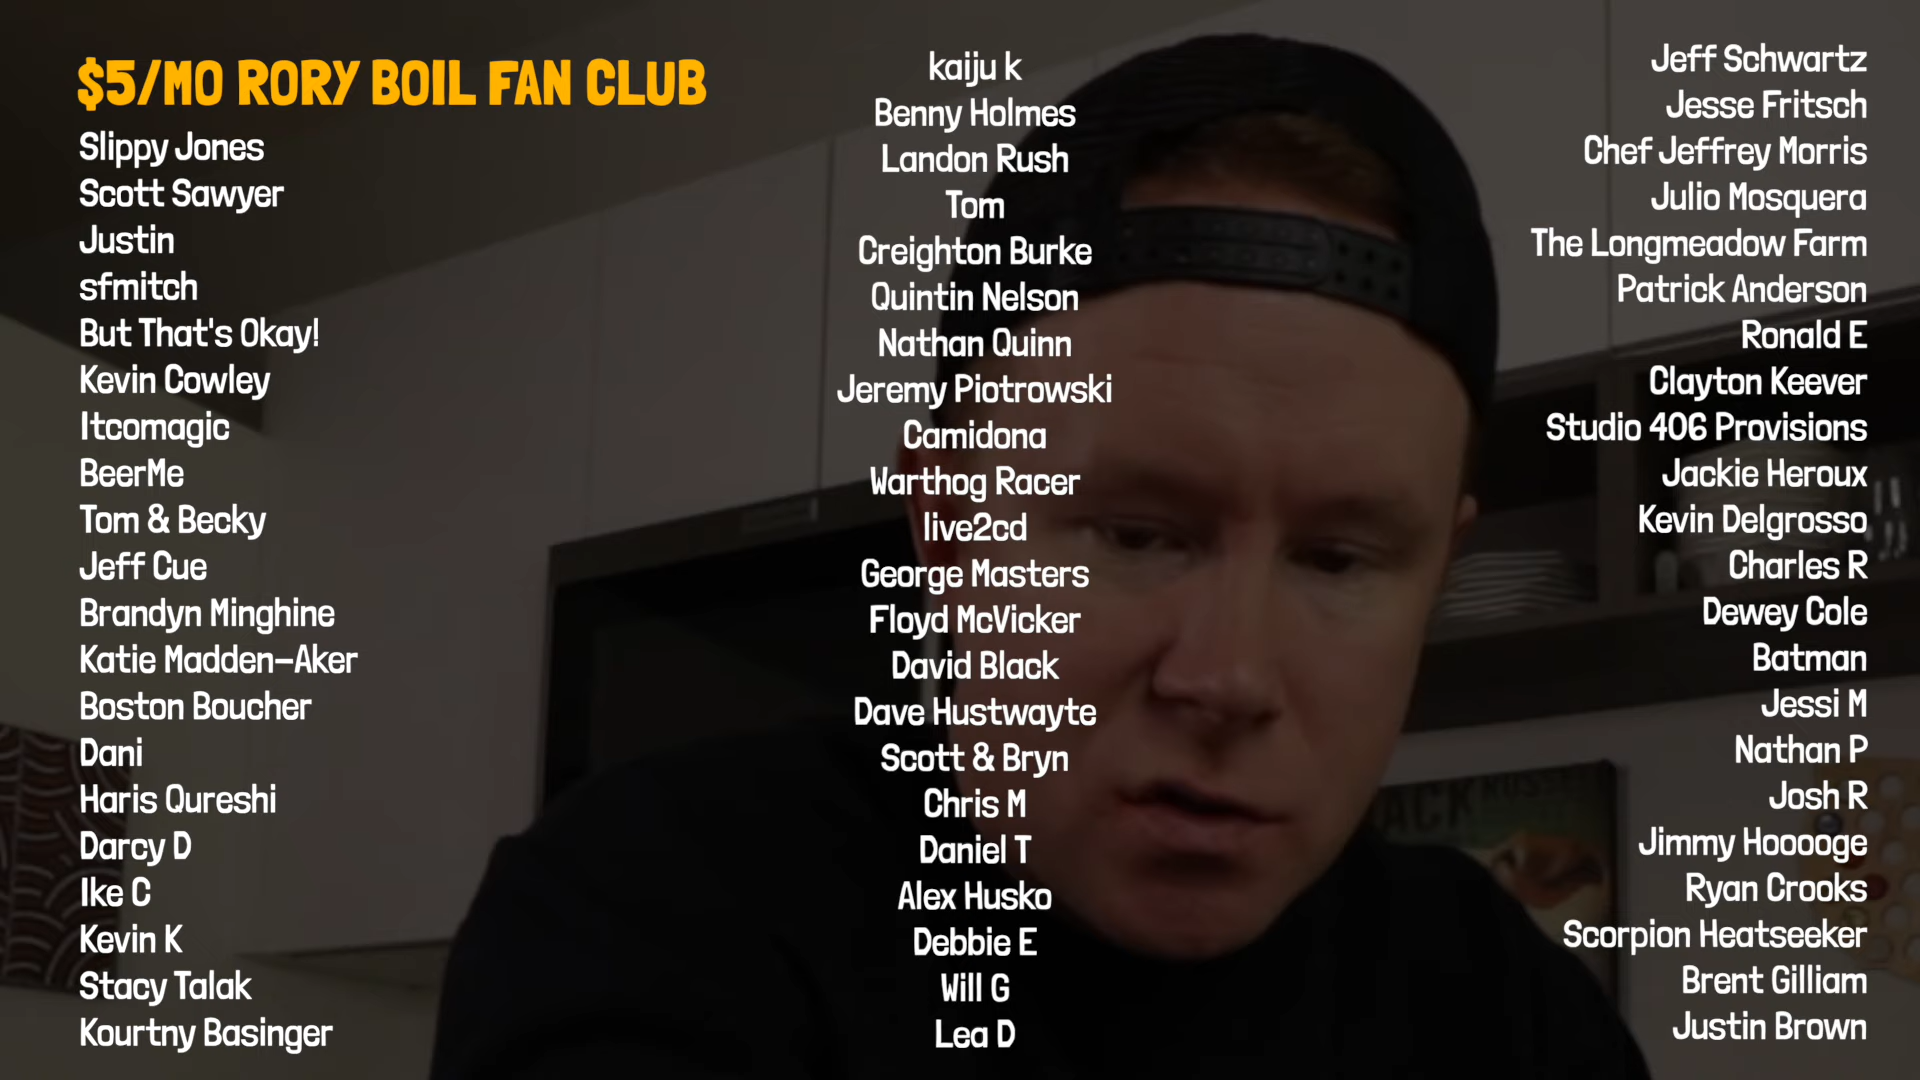 $5/MO RORY BOIL FAN CLUB
Slippy Jones
Scott Sawyer
Justin
sfmitch
But That's Okay!
Kevin Cowley
Itcomagic
BeerMe
Tom & Becky
Jeff Cue
Brandyn Minghine
Katie Madden-Aker
Boston Boucher
Dani
Haris Qureshi
Darcy D
Ike C
Kevin K
Stacy Talak
Kourtny Basinger
kaiju k
Benny Holmes
Landon Rush
Tom
Creighton Burke
Quintin Nelson
Nathan Quinn
Jeremy Piotrowski
Camidona
Warthog Racer
live2cd
George Masters
Floyd McVicker
David Black
Dave Hustwayte
Scott & Bryn
Chris M
Daniel T
Alex Husko
Debbie E
Will G
Lea D
Jeff Schwartz
Jesse Fritsch
Chef Jeffrey Morris
Julio Mosquera
The Longmeadow Farm
Patrick Anderson
Ronald E
Clayton Keever
Studio 406 Provisions
Jackie Heroux
Kevin Delgrosso
Charles R
Dewey Cole
Batman
Jessi M
Nathan P
Josh R
Jimmy Hooooge
Ryan Crooks
Scorpion Heatseeker
Brent Gilliam
Justin Brown